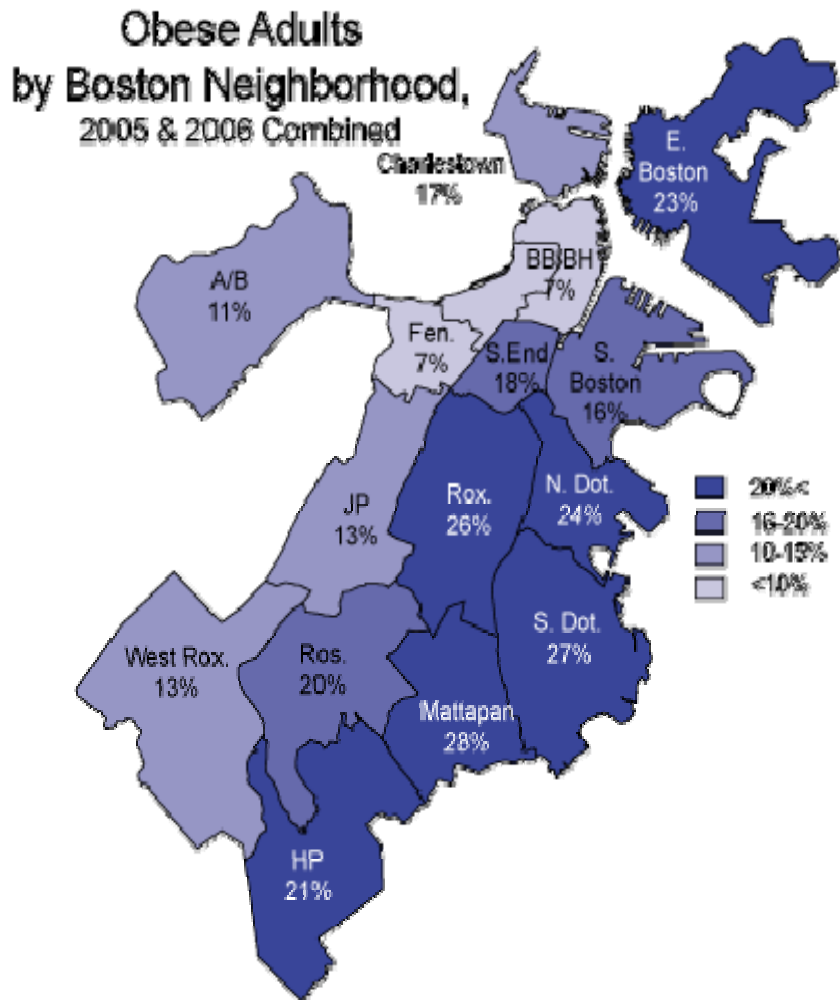 Obese Adults
by Boston Neighborhood,
2005 & 2006 Combined
Charlestown
17%
E.
Boston
23%
A/B
11%
BB/BH
7%
Fen.
7%
S.End
18%
S.
Boston
16%
JP
13%
Rox.
26%
N. Dot.
24%
20%<
16-20%
10-15%
<10%
West Rox.
13%
Ros.
20%
S. Dot.
27%
Mattapan
28%
HP
21%